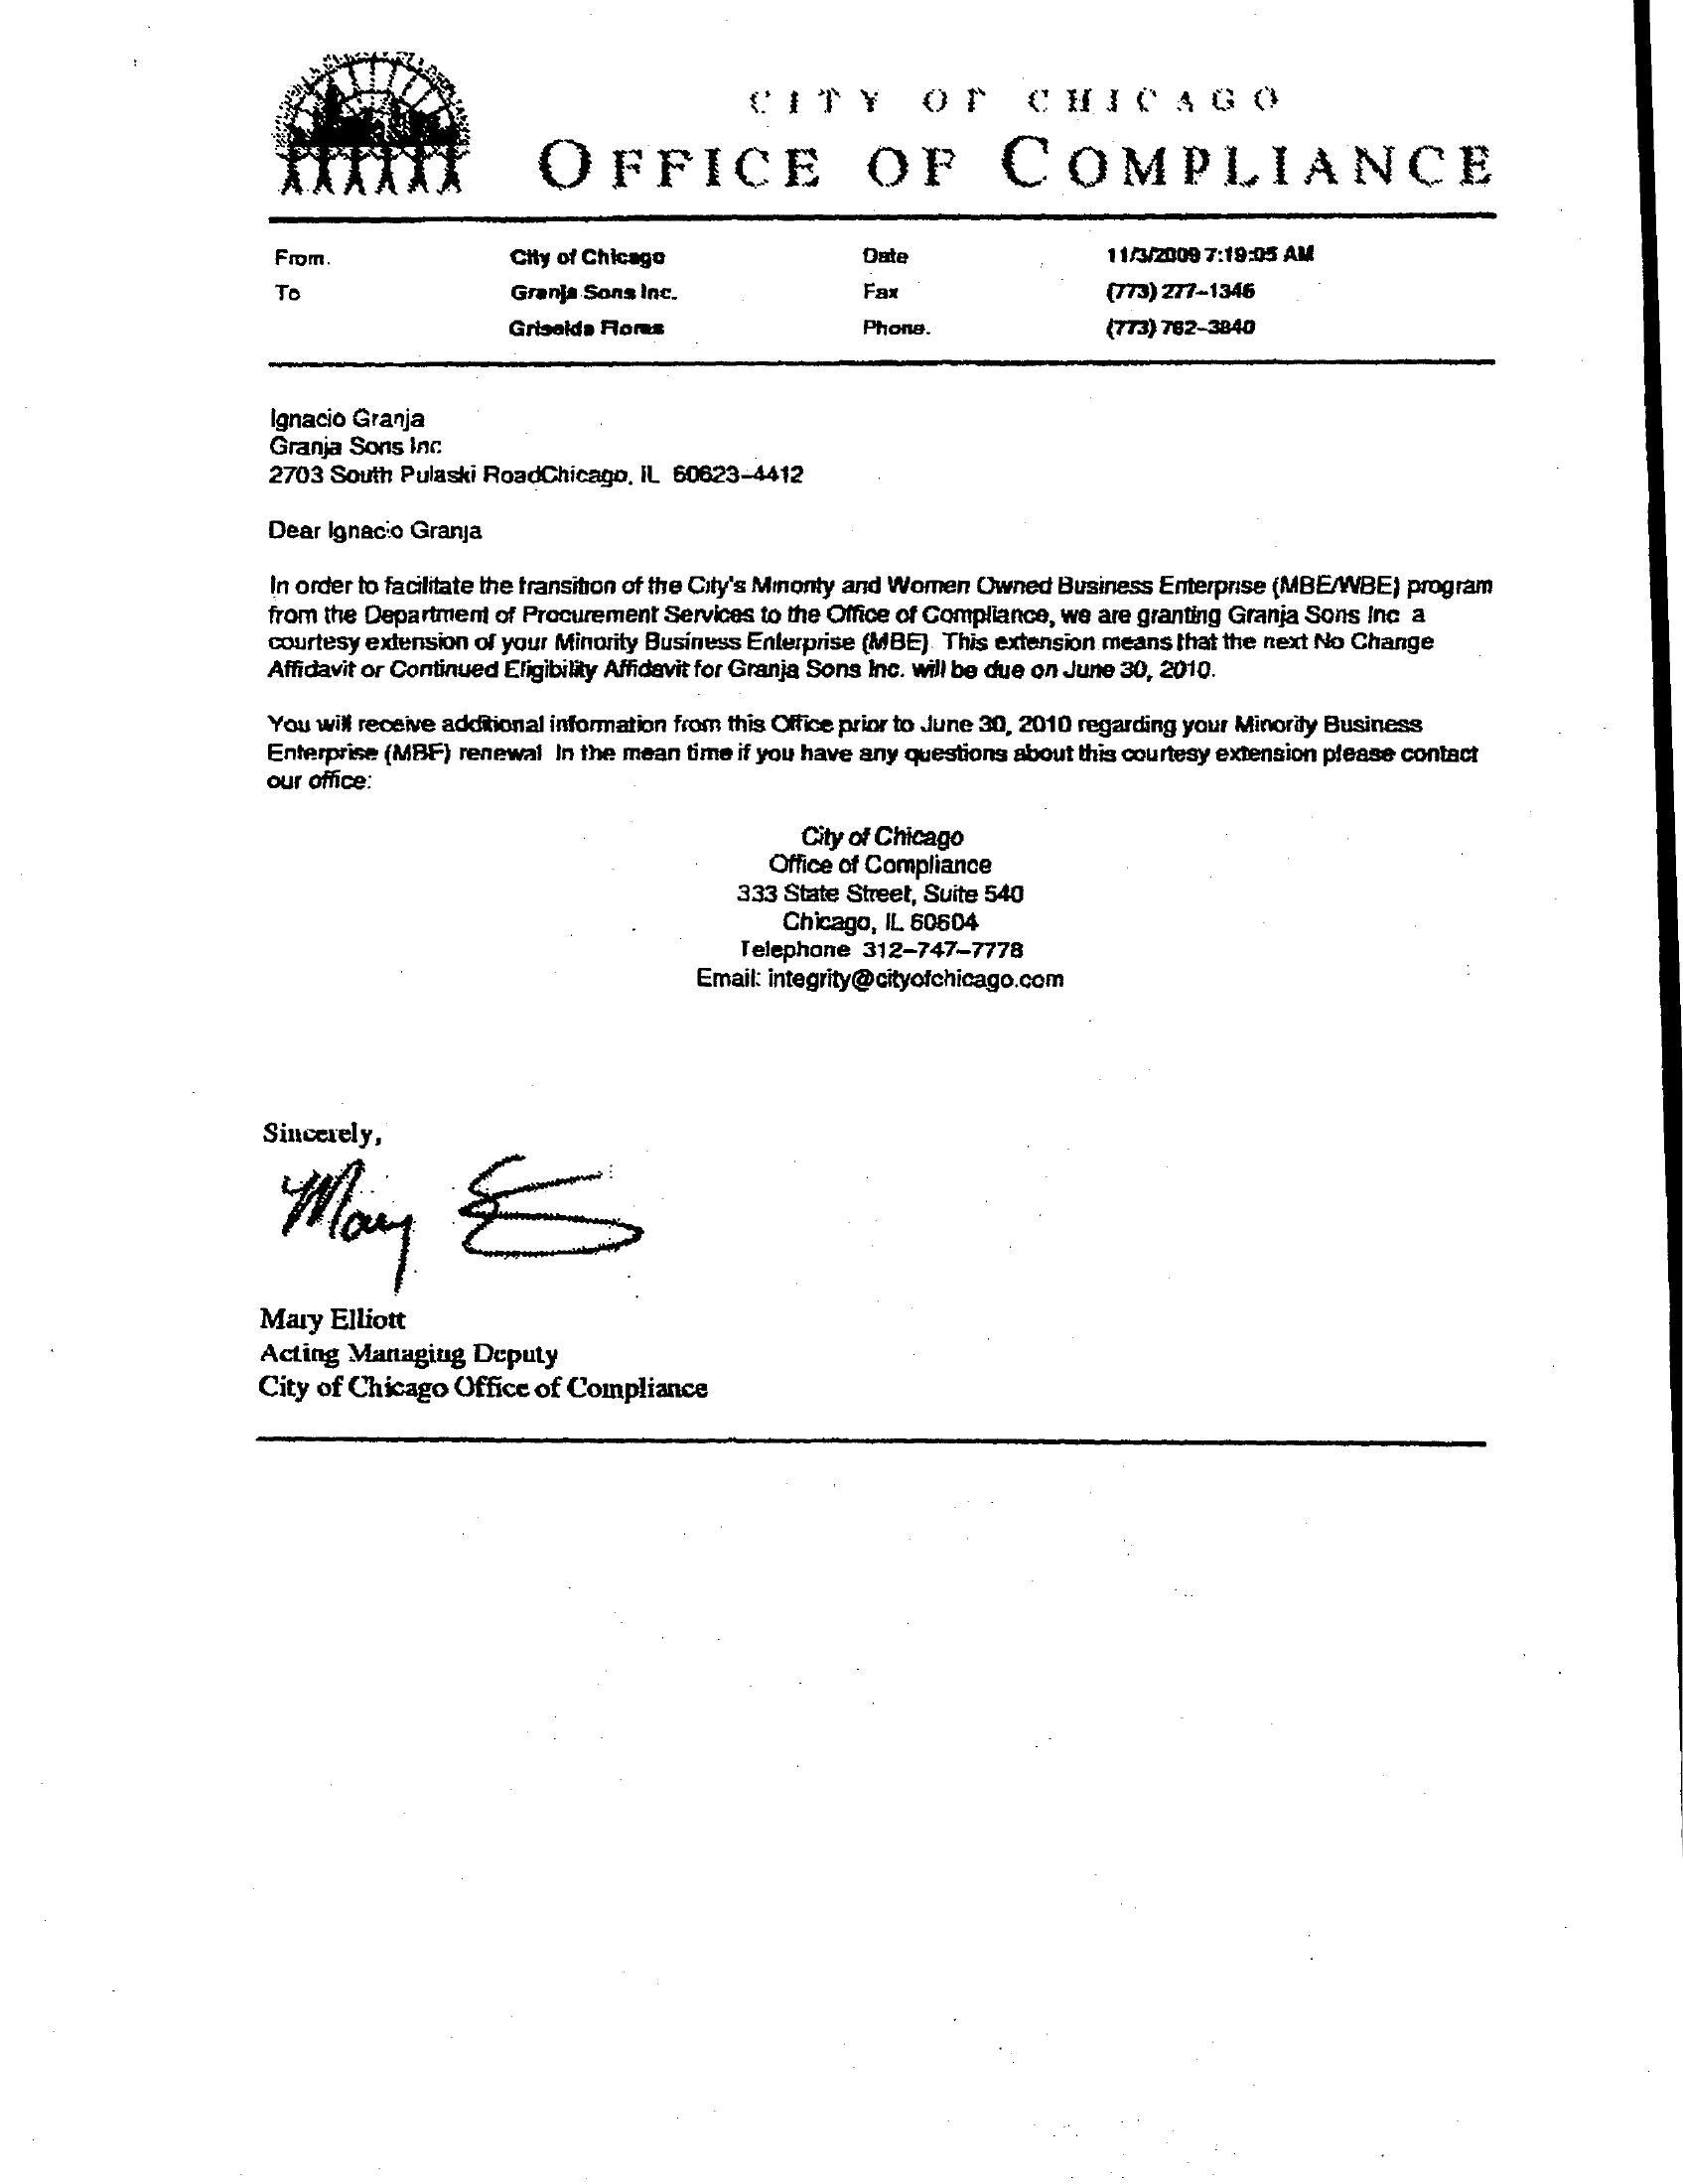 CITY OF CHICAGO
OFFICE OF COMPLIANCE
From. City of Chicago Date 11/3/2009 7:19:05 AM
To Granja Sons Inc. Fax (773) 277-1346
Griselda Flores Phone. (773) 762-3840
Ignacio Granja
Granja Sons Inc.
2703 South Pulaski RoadChicago, IL 60623-4412
Dear Ignacio Granja
In order to facilitate the transition of the City's Minority and Women Owned Business Enterprise (MBE/WBE) program
from the Department of Procurement Services to the Office of Compliance, we are granting Granja Sons Inc a
courtesy extension of your Minority Business Enterprise (MBE). This extension means that the next No Change
Affidavit or Continued Eligibility Affidavit for Granja Sons Inc. will be due on June 30, 2010.
You will receive additional information from this Office prior to June 30, 2010 regarding your Minority Business
Enterprise (MBE) renewal In the mean time if you have any questions about this courtesy extension please contact
our office:
City of Chicago
Office of Compliance
333 State Street, Suite 540
Chicago, IL 60604
Telephone 312-747-7778
Email: integrity@cityofchicago.com
Sincerely,
Mary E
Mary Elliott
Acting Managing Deputy
City of Chicago Office of Compliance